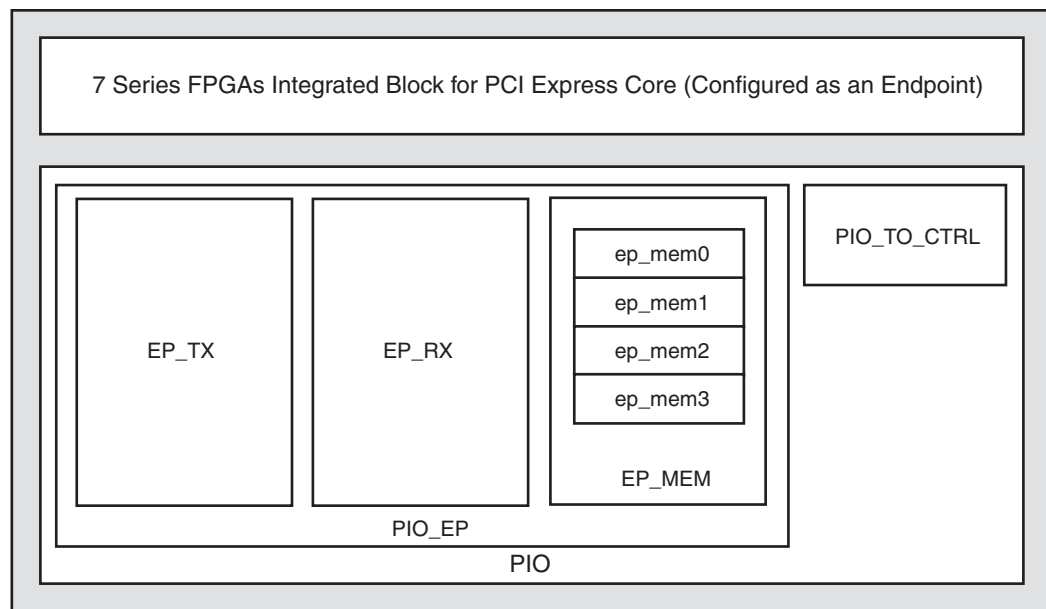 7 Series FPGAs Integrated Block for PCI Express Core (Configured as an Endpoint)
EP_TX
EP_RX
ep_mem0
ep_mem1
ep_mem2
ep_mem3
EP_MEM
PIO_TO_CTRL
PIO_EP
PIO